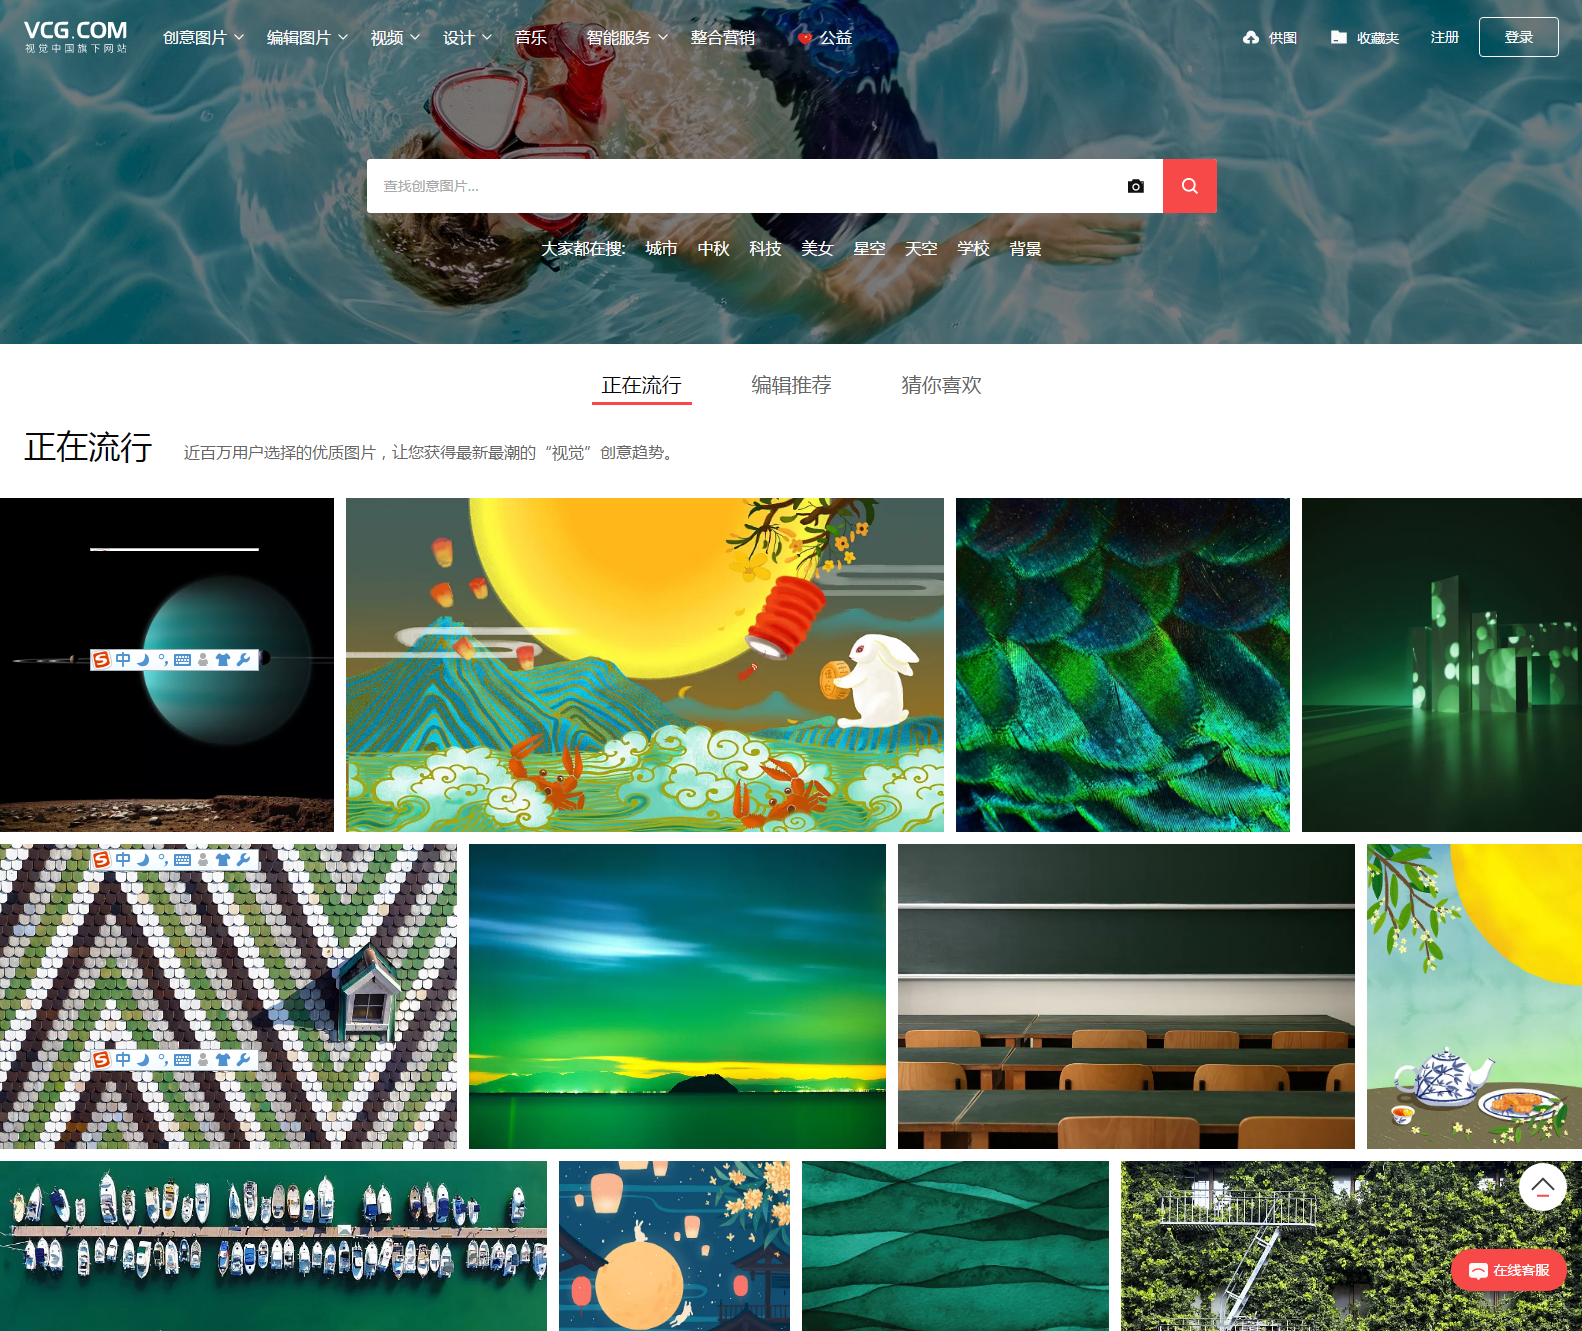 VCG.COM
视觉中国旗下网站
创意图片 编辑图片 视频 设计 音乐 智能服务 整合营销 公益
供图 收藏夹 注册 登录
查找创意图片...
大家都在搜: 城市 中秋 科技 美女 星空 天空 学校 背景
正在流行 编辑推荐 猜你喜欢
正在流行 近百万用户选择的优质图片，让您获得最新最潮的“视觉”创意趋势。
中
中
中
在线客服